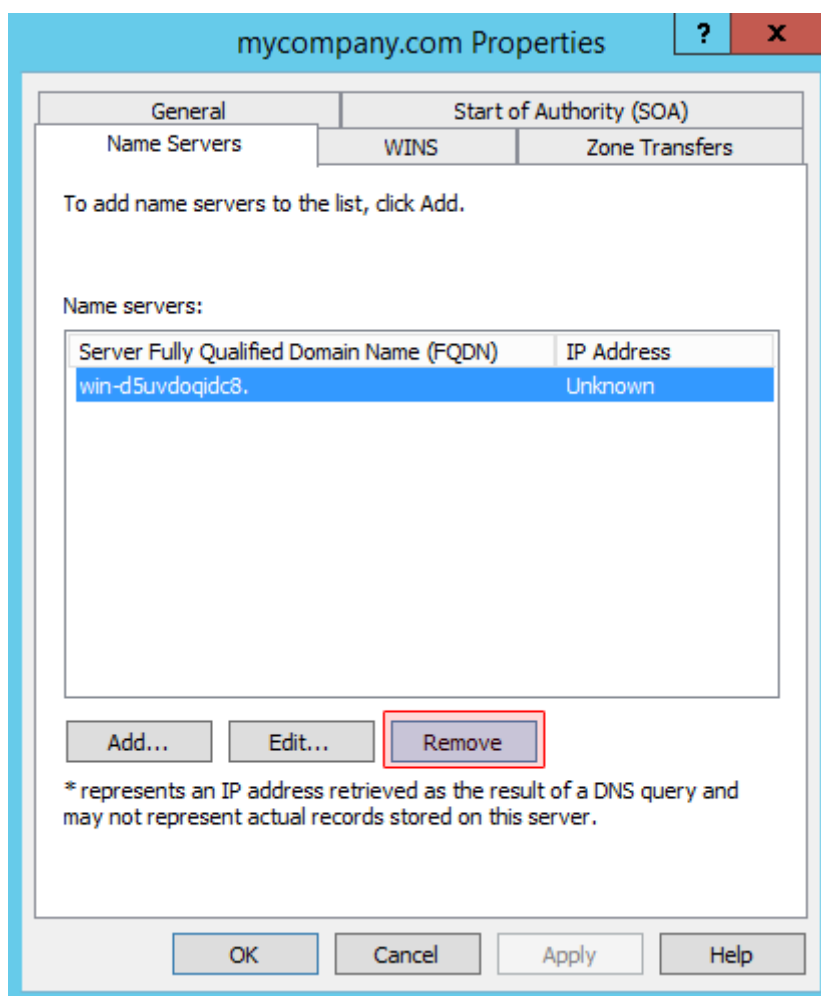 mycompany.com Properties
?
x
General
Start of Authority (SOA)
Name Servers
WINS
Zone Transfers
To add name servers to the list, click Add.
Name servers:
Server Fully Qualified Domain Name (FQDN) IP Address
win-d5uvdoqidc8. Unknown
Add... Edit... Remove
* represents an IP address retrieved as the result of a DNS query and
may not represent actual records stored on this server.
OK Cancel Apply Help